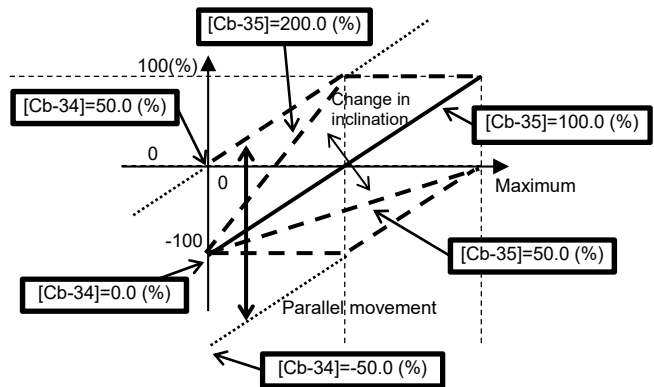 [Cb-35]=200.0 (%)
100(%)
[Cb-34]=50.0 (%)
Change in
inclination
[Cb-35]=100.0 (%)
0
0
Maximum
-100
[Cb-35]=50.0 (%)
[Cb-34]=0.0 (%)
Parallel movement
[Cb-34]=-50.0 (%)